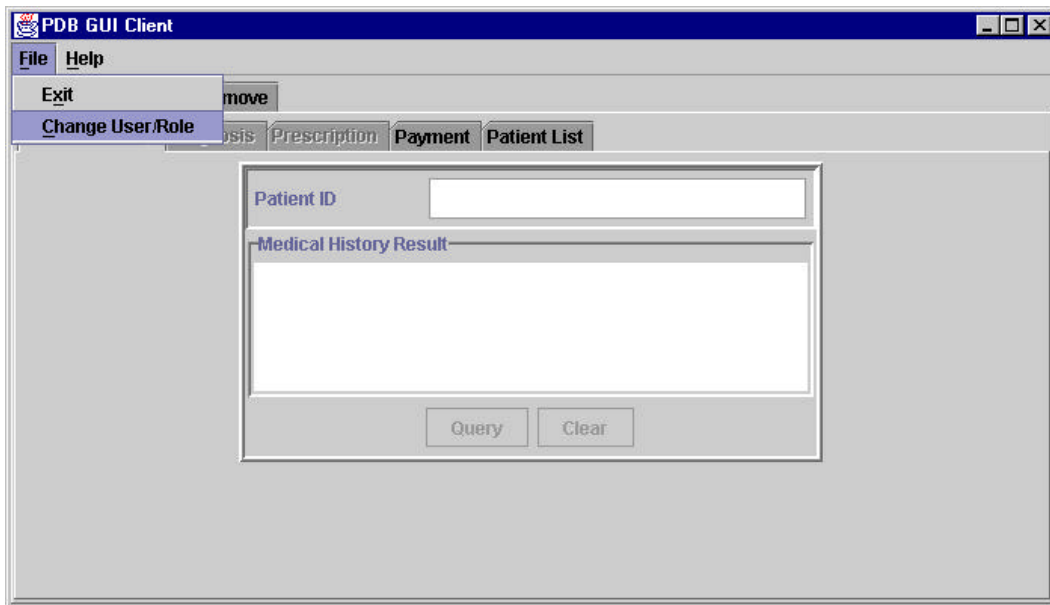 PDB GUI Client
File Help
Exit
Change User/Role
Prescription Payment Patient List
Patient ID
Medical History Result
Query Clear